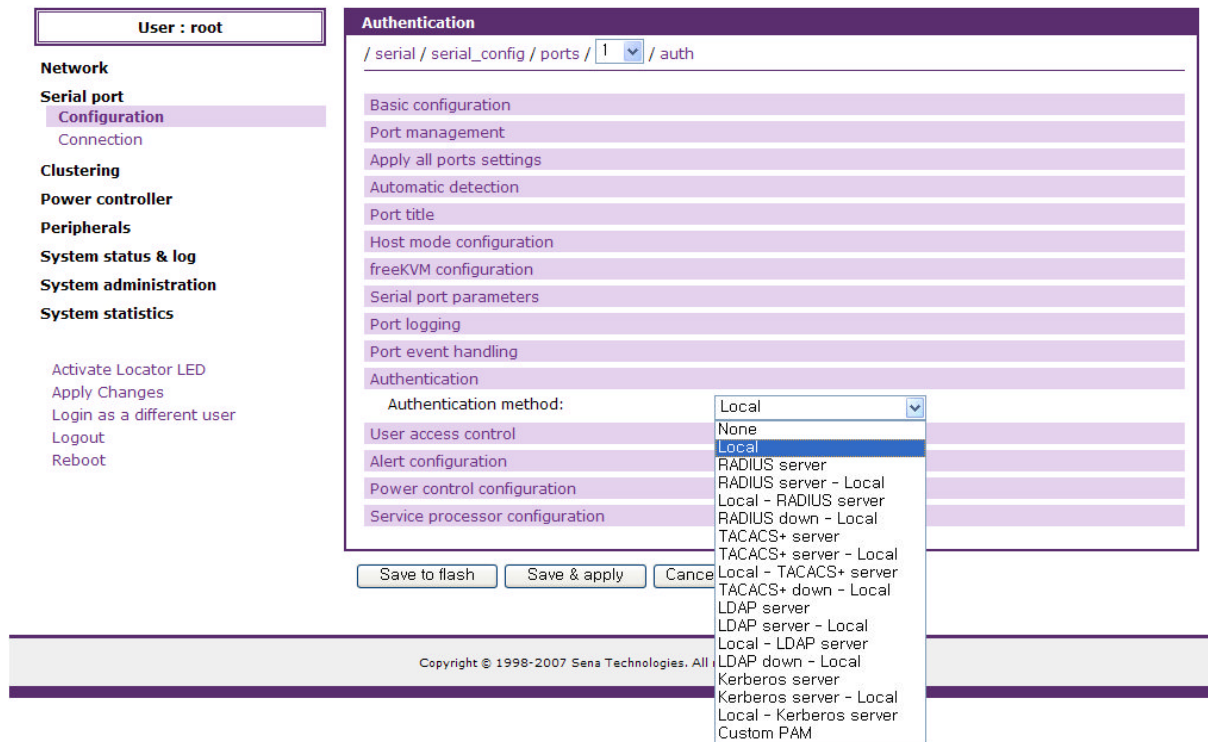 User : root
Network
Serial port
Configuration
Connection
Clustering
Power controller
Peripherals
System status & log
System administration
System statistics
Activate Locator LED
Apply Changes
Login as a different user
Logout
Reboot
Authentication
/ serial / serial_config / ports / 1 / auth
Basic configuration
Port management
Apply all ports settings
Automatic detection
Port title
Host mode configuration
freeKVM configuration
Serial port parameters
Port logging
Port event handling
Authentication
Authentication method: Local
User access control
Alert configuration
Power control configuration
Service processor configuration
None
Local
RADIUS server
RADIUS server - Local
Local - RADIUS server
RADIUS down - Local
TACACS+ server
TACACS+ server - Local
Local - TACACS+ server
TACACS+ down - Local
LDAP server
LDAP server - Local
Local - LDAP server
LDAP down - Local
Kerberos server
Kerberos server - Local
Local - Kerberos server
Custom PAM
Save to flash Save & apply
Copyright © 1998-2007 Sena Technologies. All